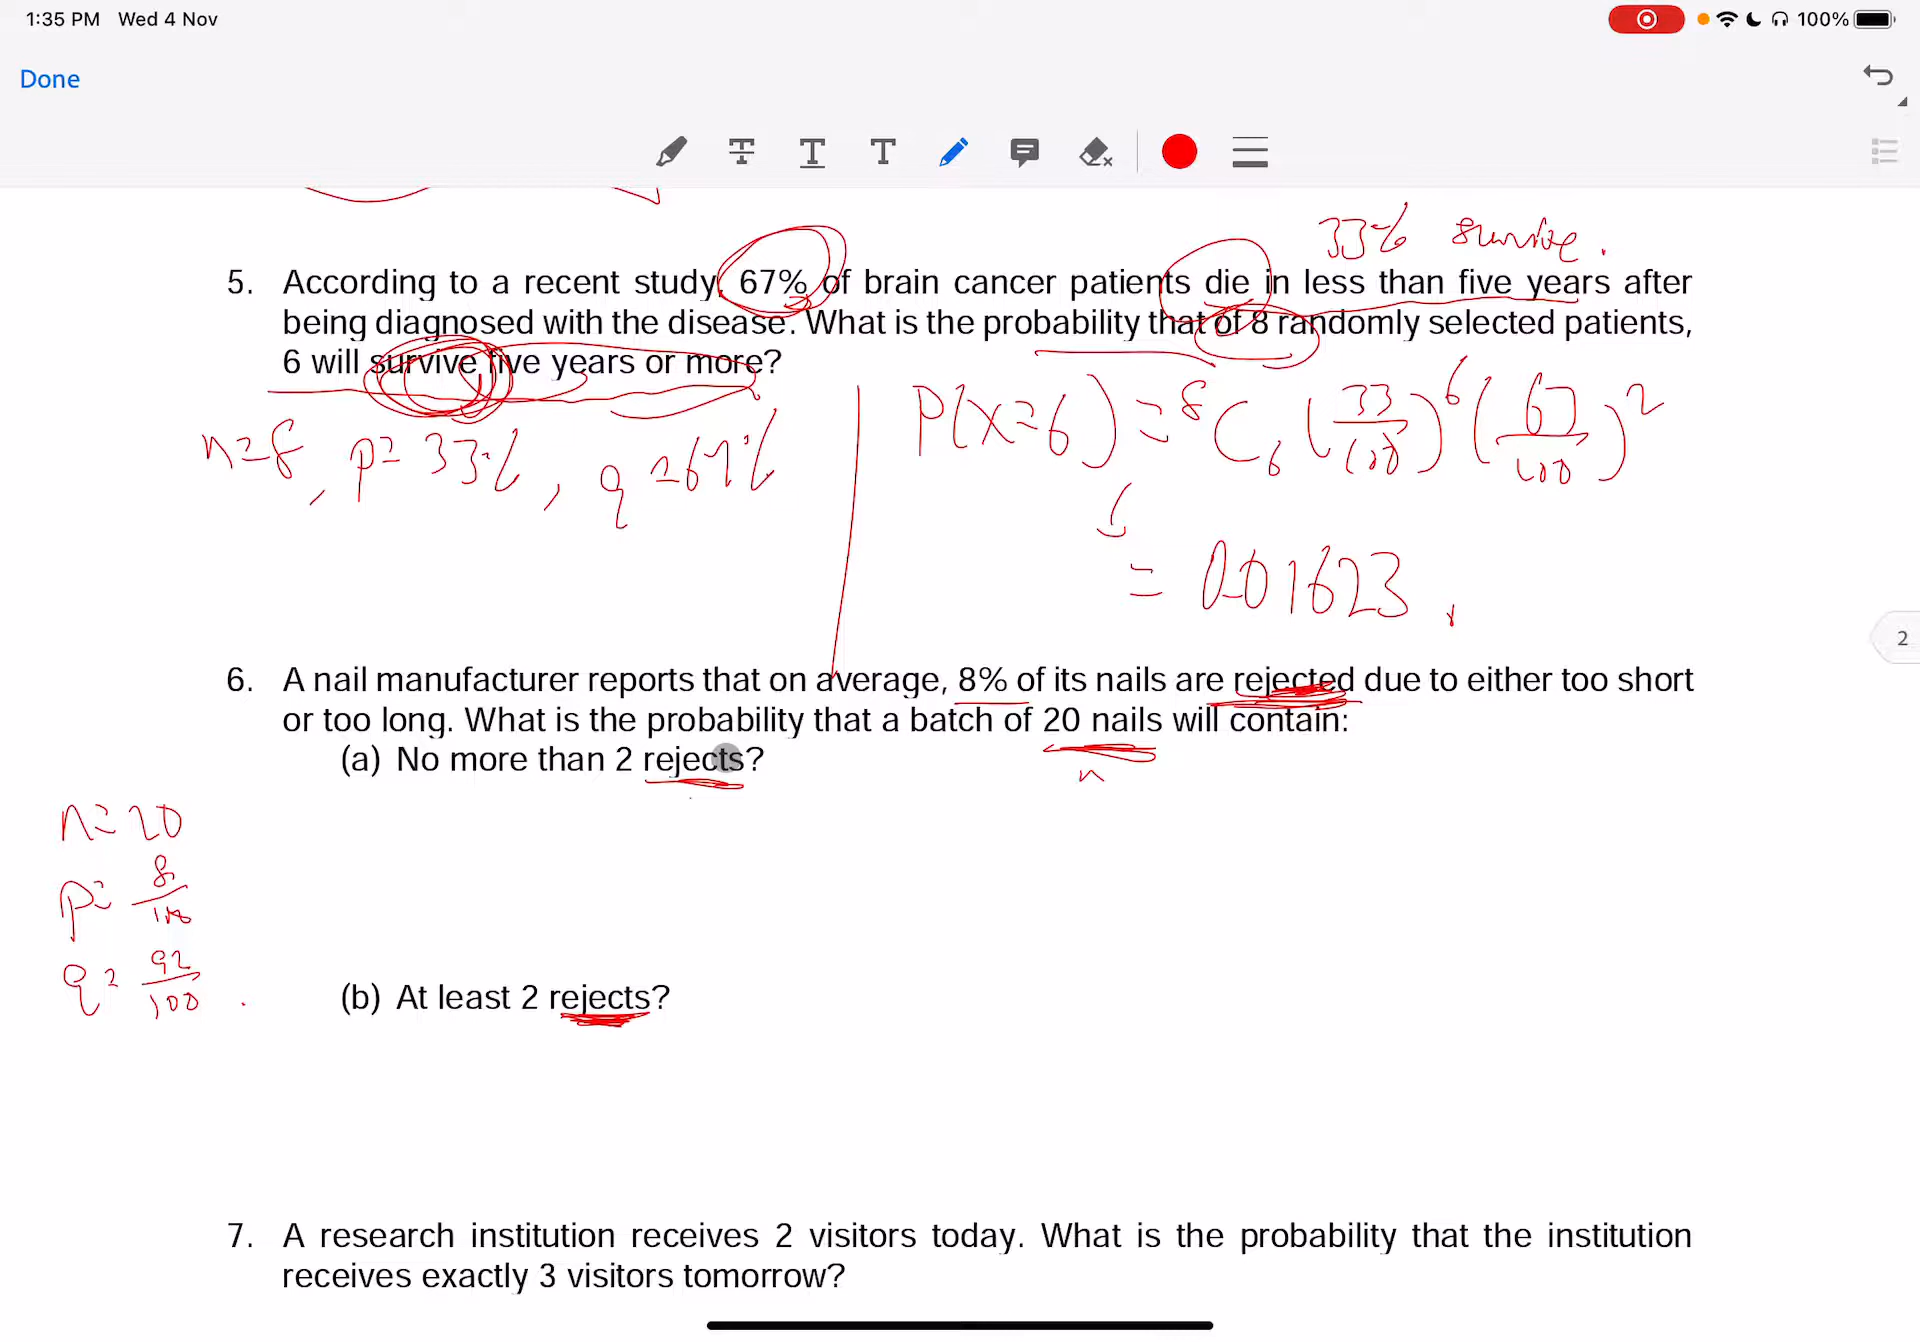 1:35 PM Wed 4 Nov
100%
Done
33% survive.
5. According to a recent study, 67% of brain cancer patients die in less than five years after
being diagnosed with the disease. What is the probability that of 8 randomly selected patients,
6 will survive five years or more?
n=8, p=33%, q=67%
P(x=6) = ⁸C₆ (33/100)⁶ (67/100)²
= 0.01623
2
6. A nail manufacturer reports that on average, 8% of its nails are rejected due to either too short
or too long. What is the probability that a batch of 20 nails will contain:
(a) No more than 2 rejects?
n
n=20
p=8/100
q=92/100.
(b) At least 2 rejects?
7. A research institution receives 2 visitors today. What is the probability that the institution
receives exactly 3 visitors tomorrow?